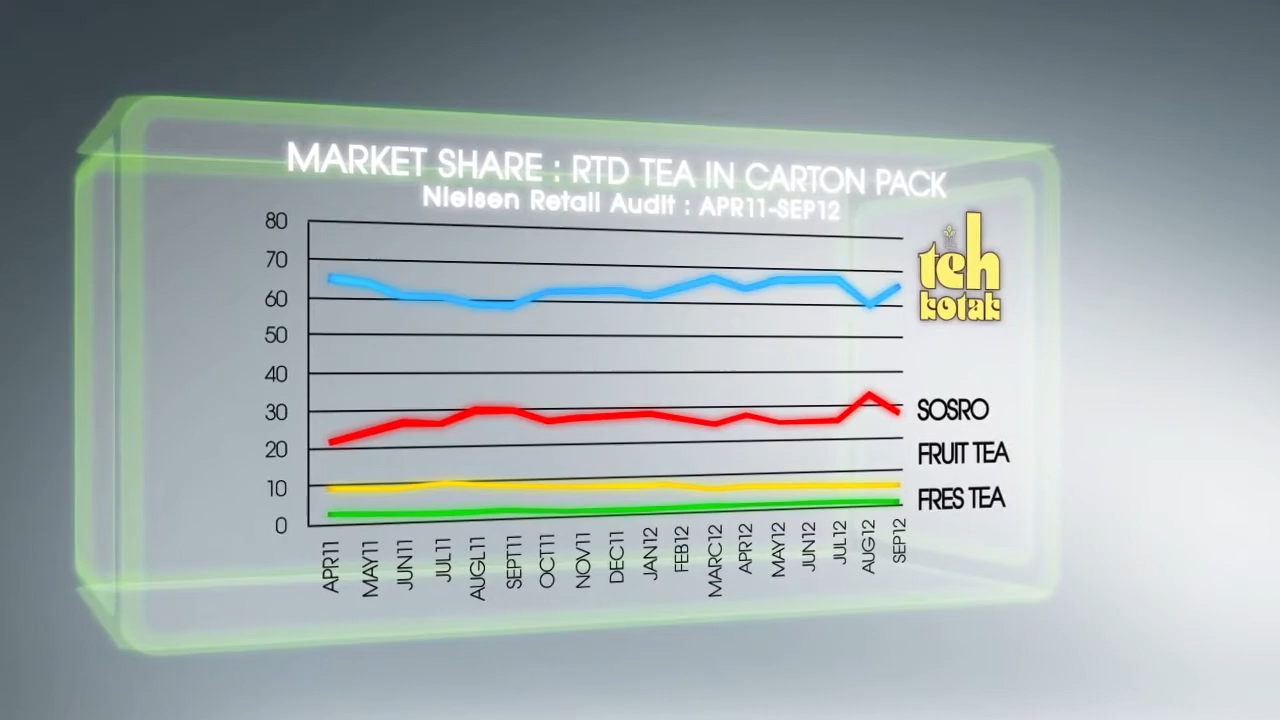 MARKET SHARE : RTD TEA IN CARTON PACK
Nielsen Retail Audit : APR11-SEP12
80
70
60
50
40
30
20
10
0
teh
kotak
SOSRO
FRUIT TEA
FRES TEA
APR11
MAY11
JUN11
JUL11
AUGL11
SEPT11
OCT11
NOV11
DEC11
JAN12
FEB12
MARC12
APR12
MAY12
JUN12
JUL12
AUG12
SEP12